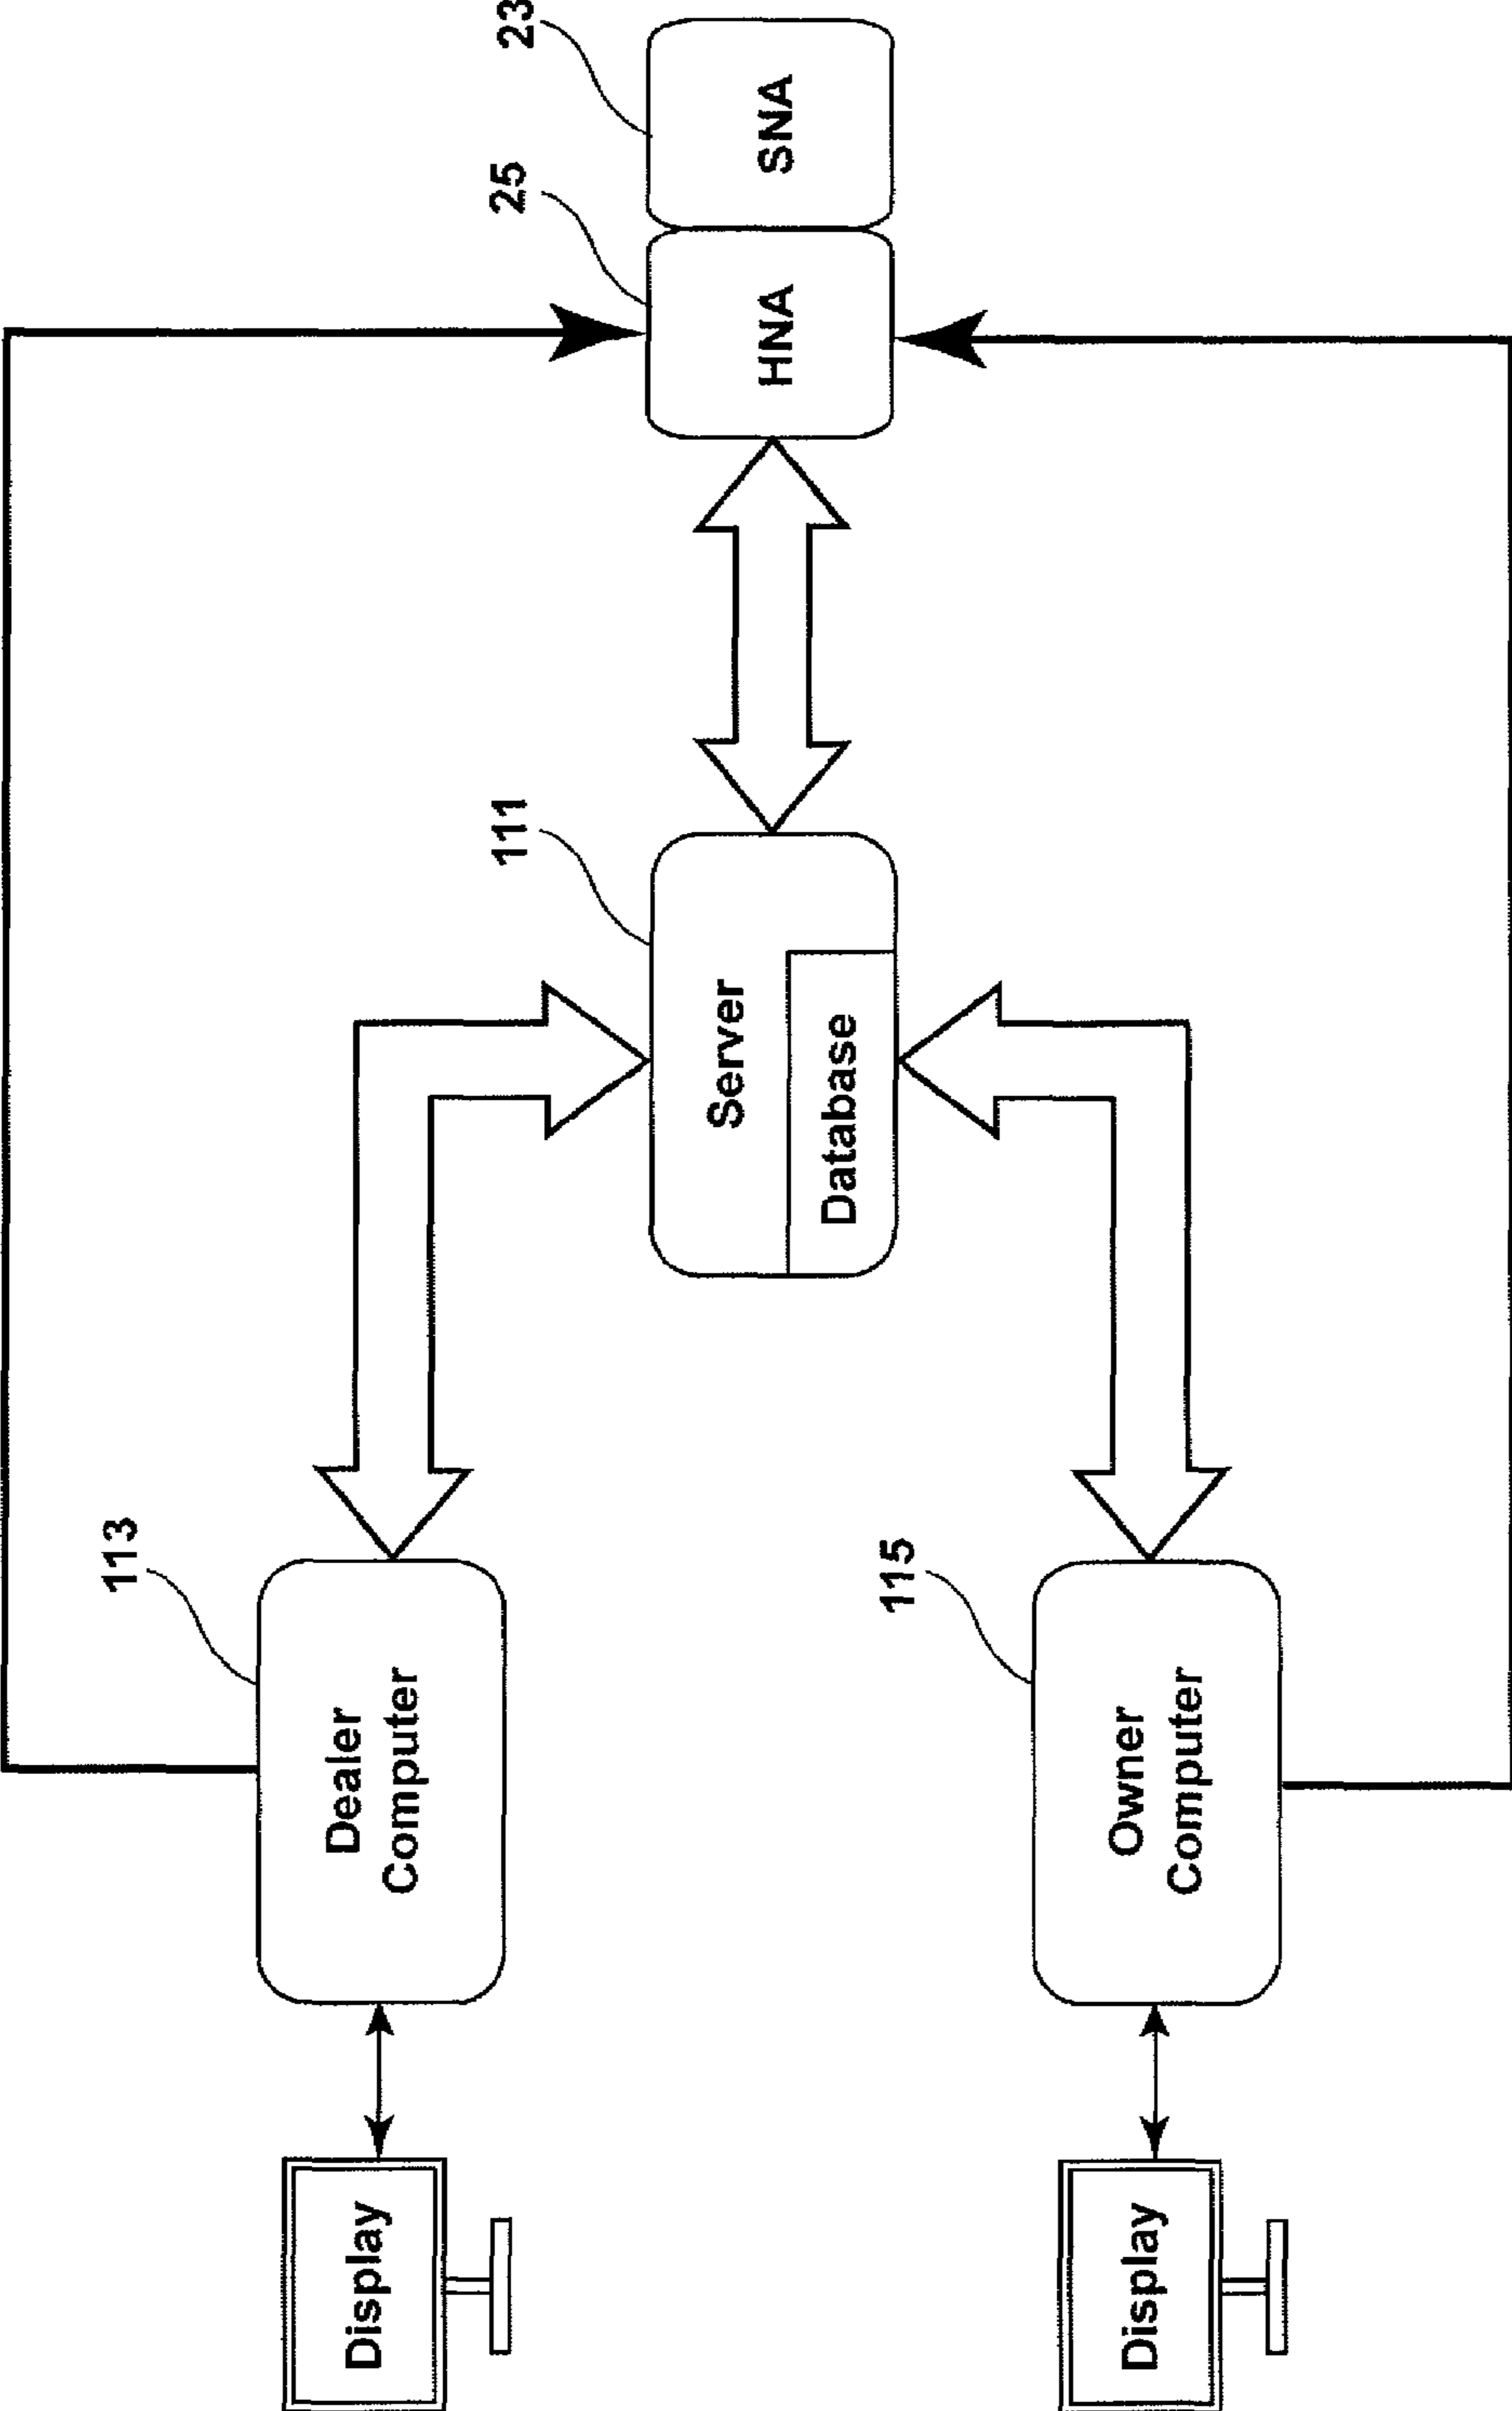 Display
Dealer
Computer
113
Display
Owner
Computer
115
Server
Database
111
HNA
25
SNA
23